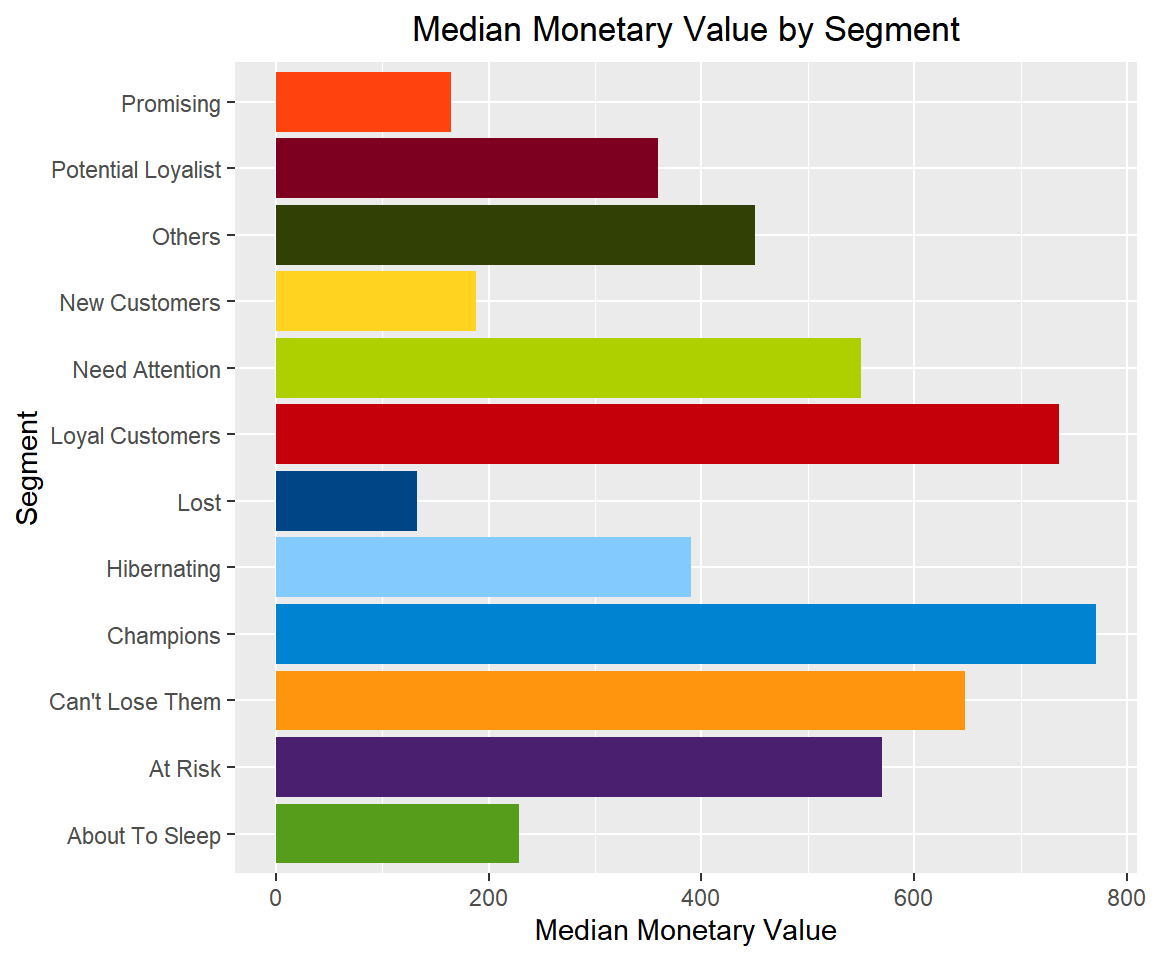 Median Monetary Value by Segment
Promising
Potential Loyalist
Others
New Customers
Need Attention
Loyal Customers
Lost
Hibernating
Champions
Can't Lose Them
At Risk
About To Sleep
Segment
0 200 400 600 800
Median Monetary Value